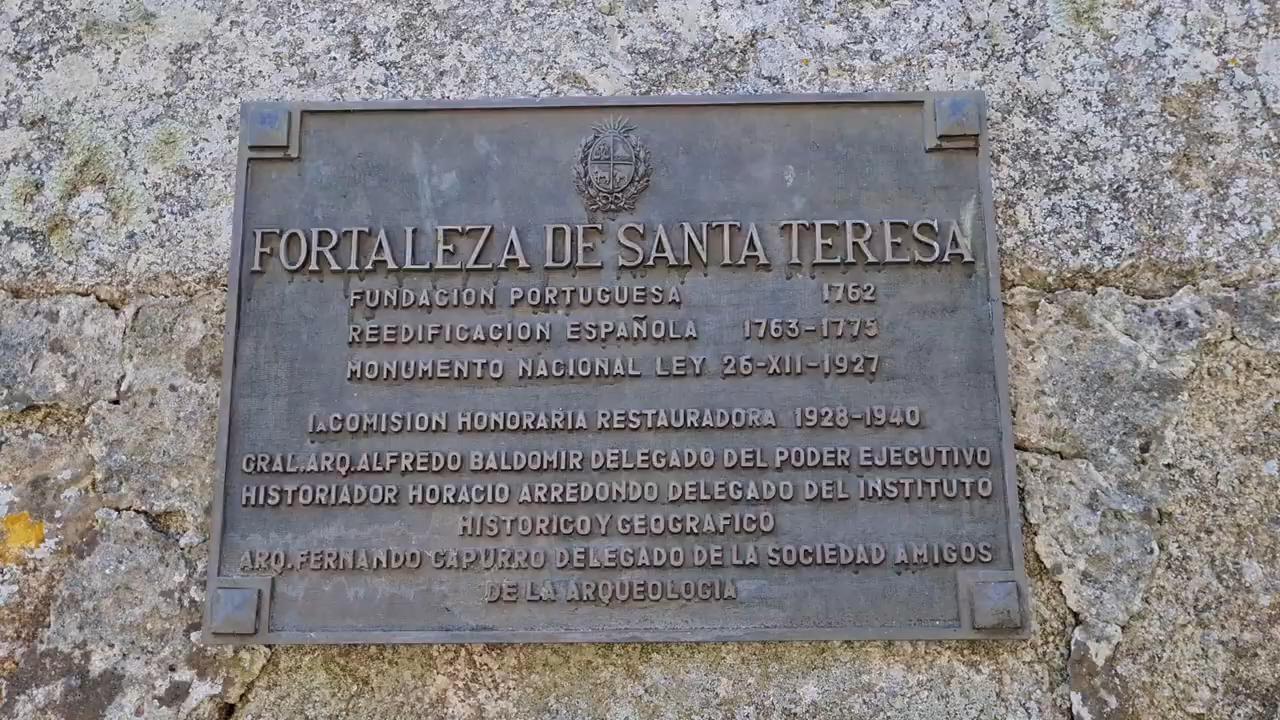 FORTALEZA DE SANTA TERESA
FUNDACION PORTUGUESA 1762
REEDIFICACION ESPAÑOLA 1763-1775
MONUMENTO NACIONAL LEY 26-XII-1927
1A COMISION HONORARIA RESTAURADORA 1928-1940
GRAL.ARQ.ALFREDO BALDOMIR DELEGADO DEL PODER EJECUTIVO
HISTORIADOR HORACIO ARREDONDO DELEGADO DEL INSTITUTO
HISTORICO Y GEOGRAFICO
ARQ.FERNANDO CAPURRO DELEGADO DE LA SOCIEDAD AMIGOS
DE LA ARQUEOLOGIA